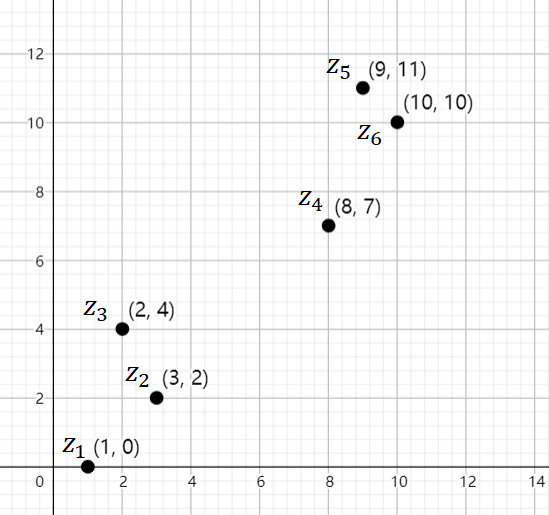 12
z₅ (9, 11)
10
(10, 10)
z₆
8
z₄ (8, 7)
6
4
z₃ (2, 4)
2
z₂ (3, 2)
z₁ (1, 0)
0 2 4 6 8 10 12 14